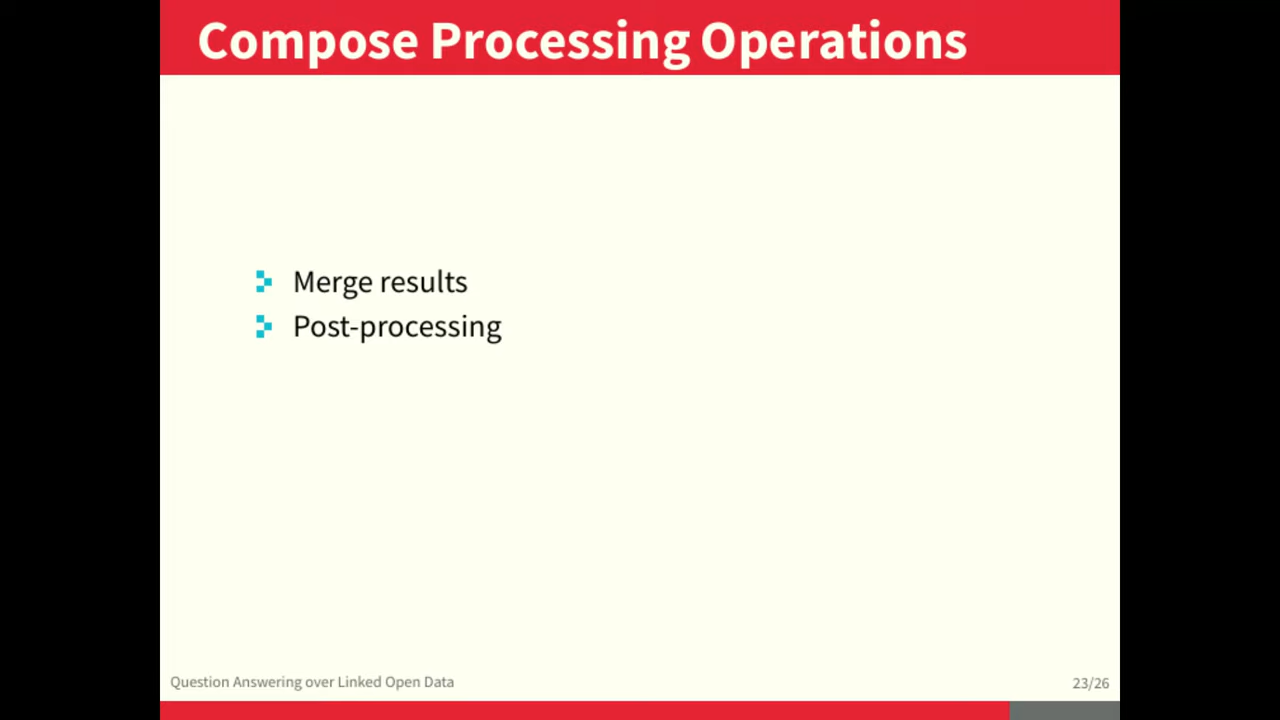 Compose Processing Operations
Merge results
Post-processing
Question Answering over Linked Open Data
23/26